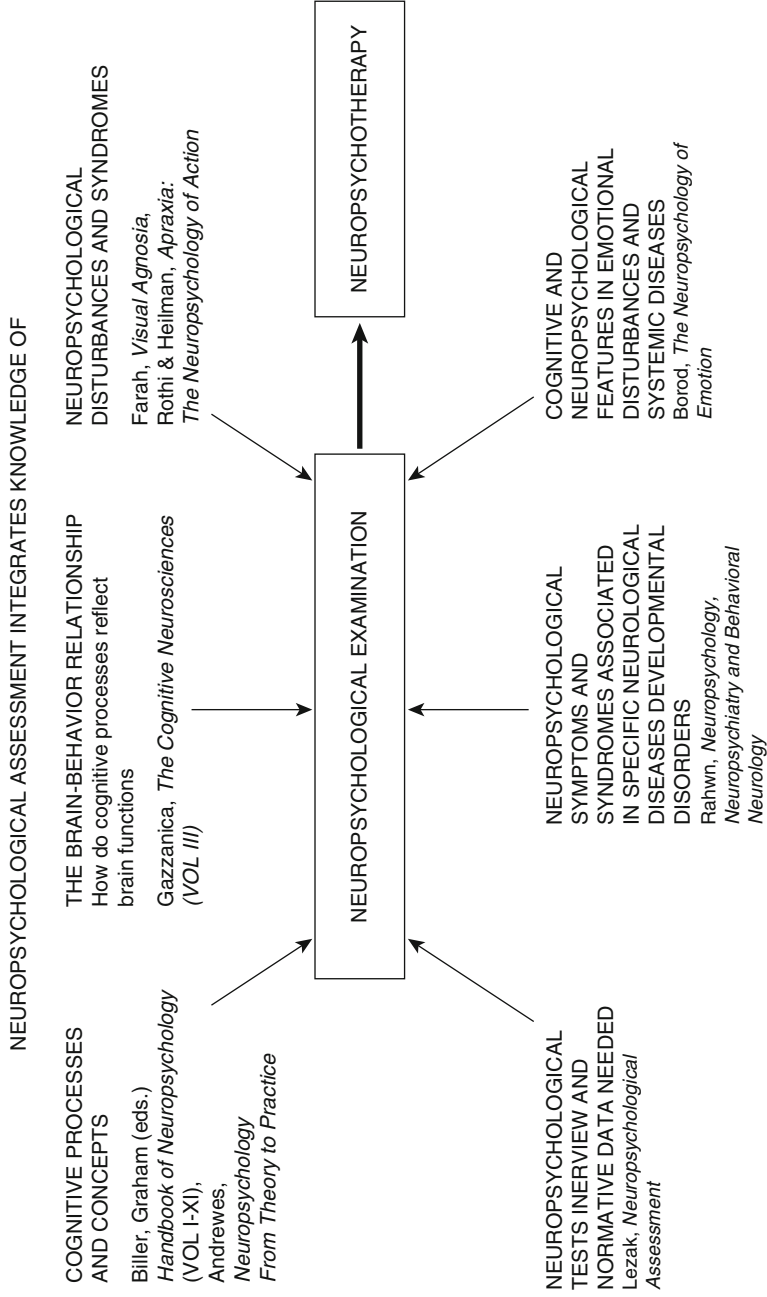 NEUROPSYCHOLOGICAL ASSESSMENT INTEGRATES KNOWLEDGE OF
COGNITIVE PROCESSES
AND CONCEPTS
Biller, Graham (eds.)
Handbook of Neuropsychology
(VOL I-XI),
Andrewes,
Neuropsychology
From Theory to Practice
THE BRAIN-BEHAVIOR RELATIONSHIP
How do cognitive processes reflect
brain functions
Gazzanica, The Cognitive Neurosciences
(VOL III)
NEUROPSYCHOLOGICAL
DISTURBANCES AND SYNDROMES
Farah, Visual Agnosia,
Rothi & Heilman, Apraxia:
The Neuropsychology of Action
NEUROPSYCHOLOGICAL EXAMINATION
NEUROPSYCHOTHERAPY
NEUROPSYCHOLOGICAL
TESTS INERVIEW AND
NORMATIVE DATA NEEDED
Lezak, Neuropsychological
Assessment
NEUROPSYCHOLOGICAL
SYMPTOMS AND
SYNDROMES ASSOCIATED
IN SPECIFIC NEUROLOGICAL
DISEASES DEVELOPMENTAL
DISORDERS
Rahwn, Neuropsychology,
Neuropsychiatry and Behavioral
Neurology
COGNITIVE AND
NEUROPSYCHOLOGICAL
FEATURES IN EMOTIONAL
DISTURBANCES AND
SYSTEMIC DISEASES
Borod, The Neuropsychology of
Emotion